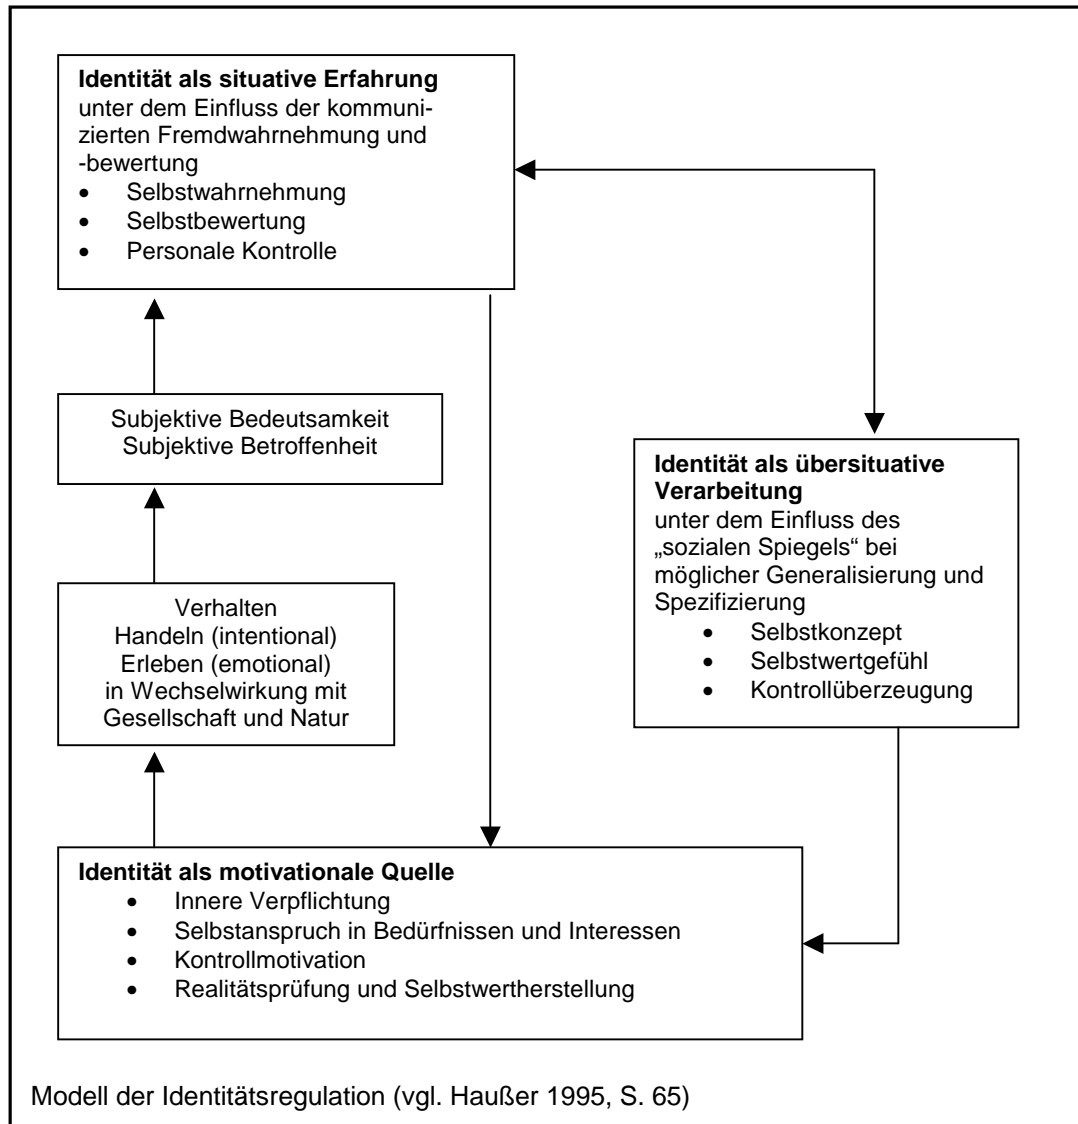 Identität als situative Erfahrung
unter dem Einfluss der kommuni-
zierten Fremdwahrnehmung und
-bewertung
• Selbstwahrnehmung
• Selbstbewertung
• Personale Kontrolle
Subjektive Bedeutsamkeit
Subjektive Betroffenheit
Identität als übersituative
Verarbeitung
unter dem Einfluss des
„sozialen Spiegels“ bei
möglicher Generalisierung und
Spezifizierung
• Selbstkonzept
• Selbstwertgefühl
• Kontrollüberzeugung
Verhalten
Handeln (intentional)
Erleben (emotional)
in Wechselwirkung mit
Gesellschaft und Natur
Identität als motivationale Quelle
• Innere Verpflichtung
• Selbstanspruch in Bedürfnissen und Interessen
• Kontrollmotivation
• Realitätsprüfung und Selbstwertherstellung
Modell der Identitätsregulation (vgl. Haußer 1995, S. 65)